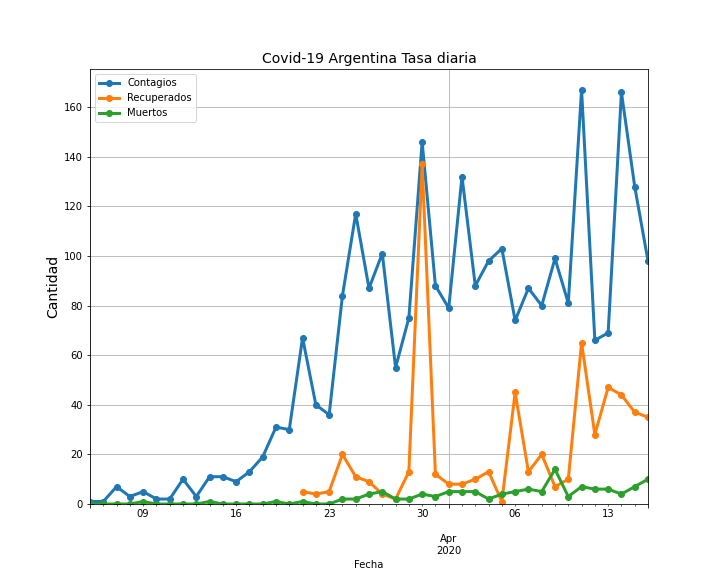 Covid-19 Argentina Tasa diaria
Contagios
Recuperados
Muertos
Cantidad
160
140
120
100
80
60
40
20
0
09 16 23 30 06 13
Apr
2020
Fecha